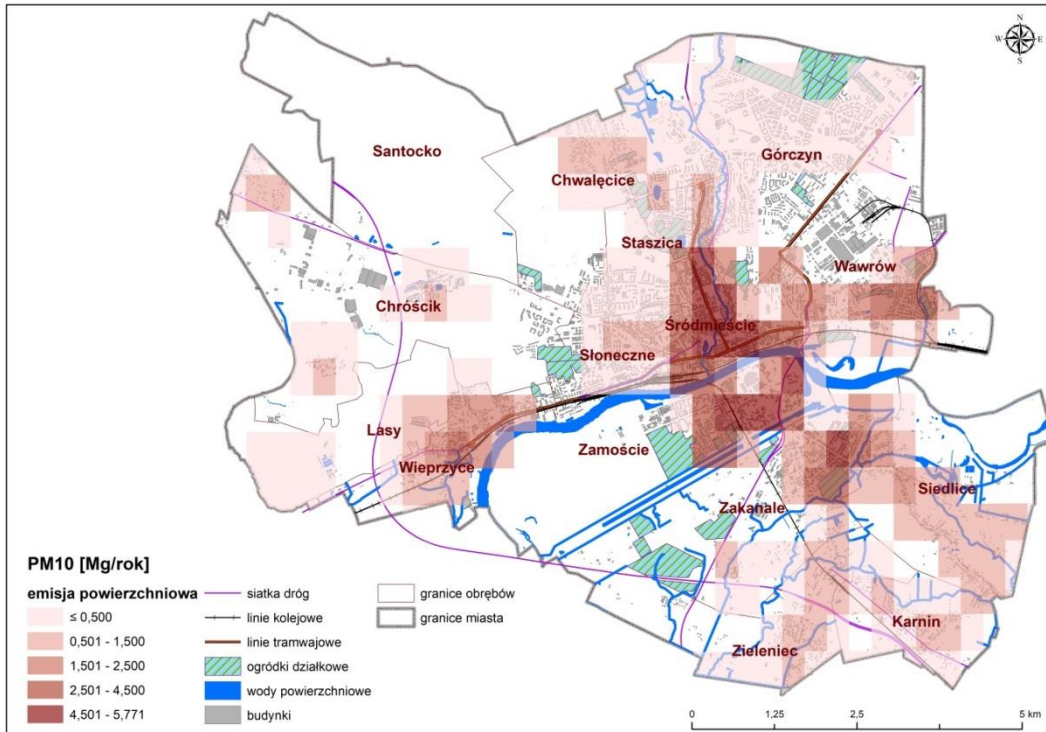 N
W E
S
Santocko
Górczyn
Chwalęcice
Staszica
Wawrów
Chróścik
Śródmieście
Słoneczne
Lasy
Zamoście
Wieprzyce
Siedlice
Zakanale
Karnin
Zieleniec
PM10 [Mg/rok]
emisja powierzchniowa
≤ 0,500
0,501 - 1,500
1,501 - 2,500
2,501 - 4,500
4,501 - 5,771
siatka dróg
linie kolejowe
linie tramwajowe
ogródki działkowe
wody powierzchniowe
budynki
granice obrębów
granice miasta
0 1,25 2,5 5 km